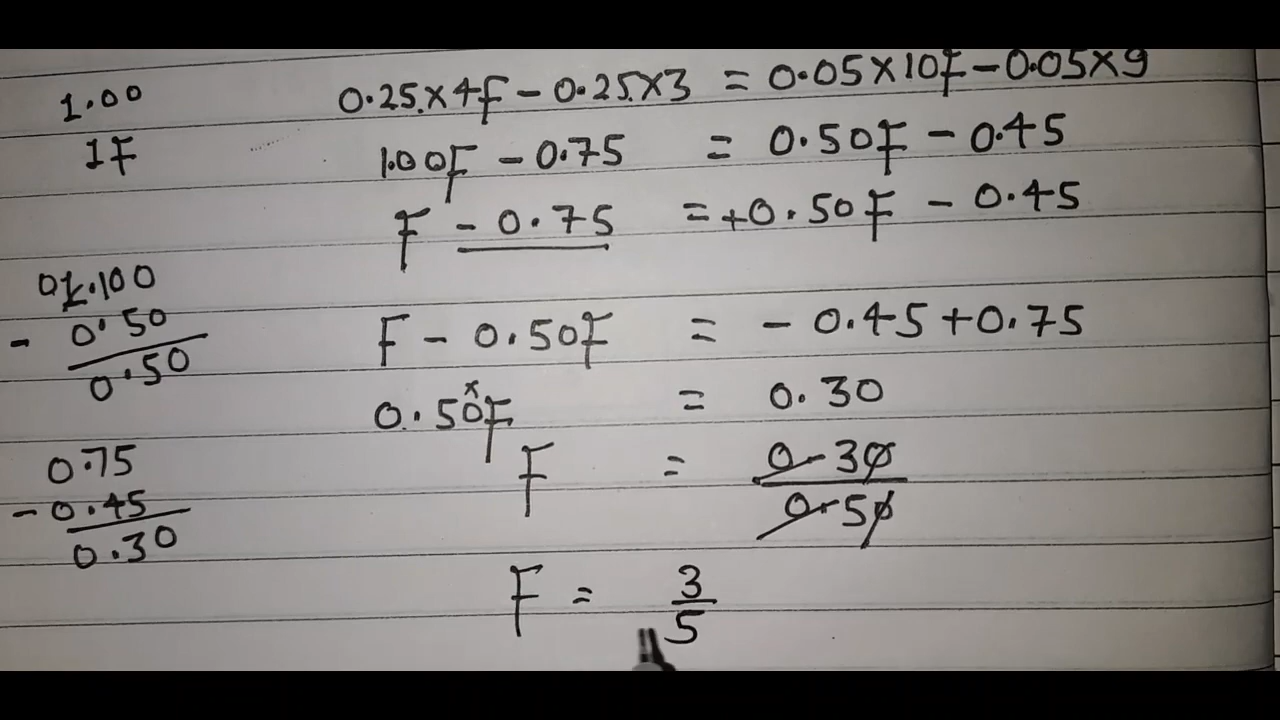 1.00
0.25×4F - 0.25×3 = 0.05×10F - 0.05×9
1F
1.00F - 0.75 = 0.50F - 0.45
F - 0.75 = +0.50F - 0.45
- 0.50
0.50
F - 0.50F = - 0.45 + 0.75
0.50F = 0.30
0.75
- 0.45
0.30
F = 0.30
0.50
F = 3
5